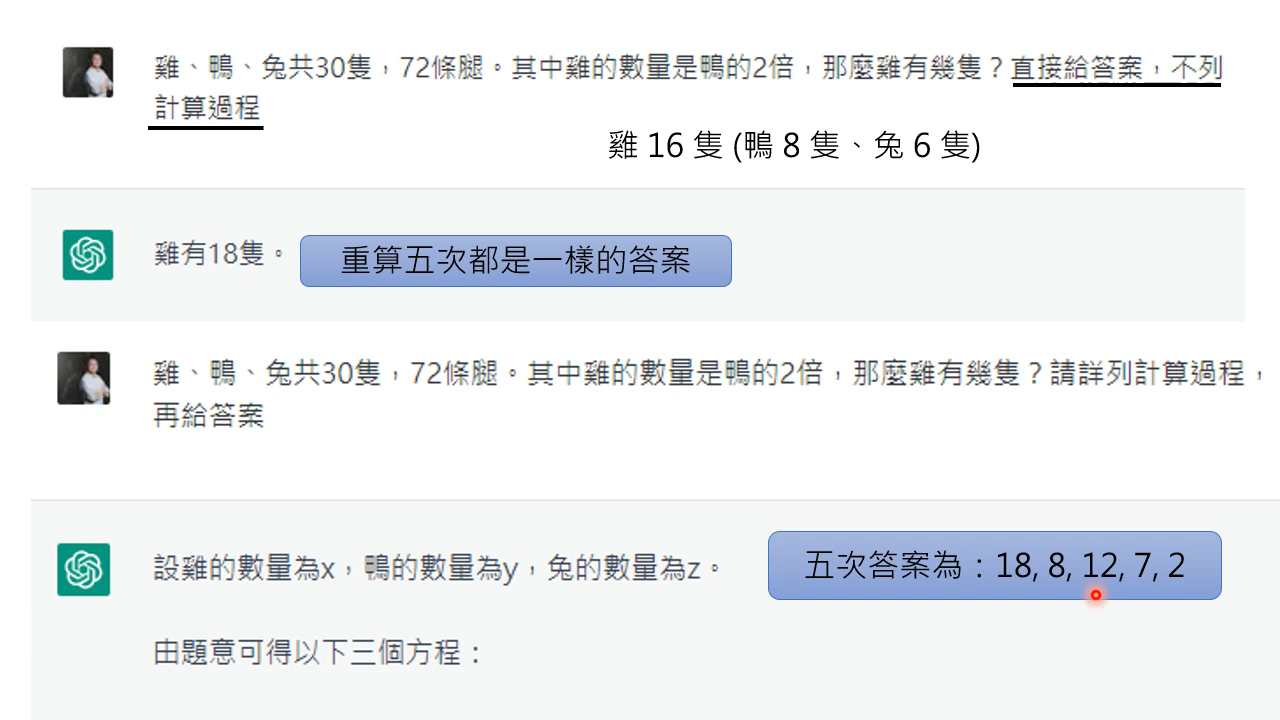 雞、鴨、兔共30隻，72條腿。其中雞的數量是鴨的2倍，那麼雞有幾隻？直接給答案，不列
計算過程
雞 16 隻 (鴨 8 隻、兔 6 隻)
雞有18隻。
重算五次都是一樣的答案
雞、鴨、兔共30隻，72條腿。其中雞的數量是鴨的2倍，那麼雞有幾隻？請詳列計算過程，
再給答案
設雞的數量為x，鴨的數量為y，兔的數量為z。
五次答案為：18, 8, 12, 7, 2
由題意可得以下三個方程：